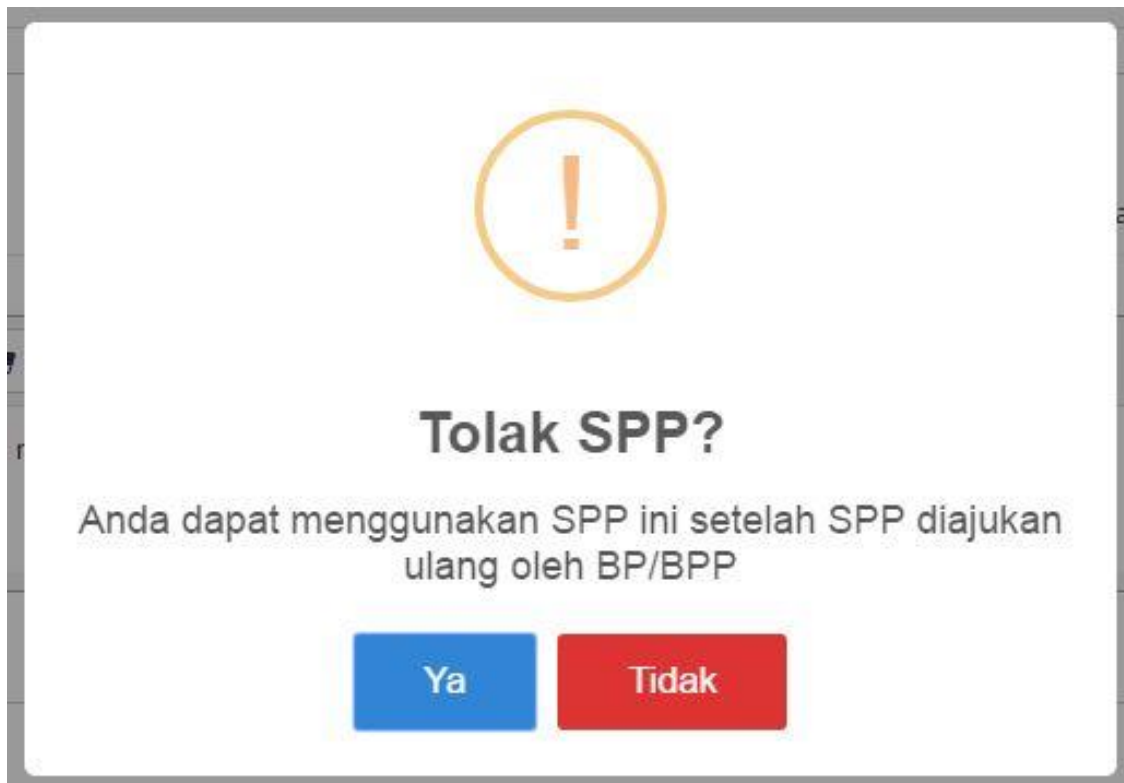 !
Tolak SPP?
Anda dapat menggunakan SPP ini setelah SPP diajukan
ulang oleh BP/BPP
Ya
Tidak